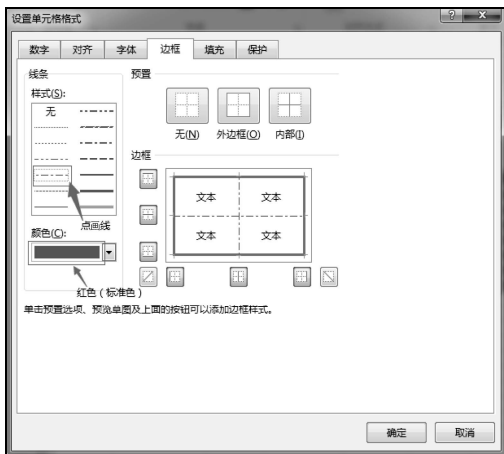 设置单元格格式
数字 对齐 字体 边框 填充 保护
线条
样式(S):
无
点画线
颜色(C):
红色（标准色）
预置
无(N) 外边框(O) 内部(I)
边框
文本 文本
文本 文本
单击预置选项、预览草图及上面的按钮可以添加边框样式。
确定 取消